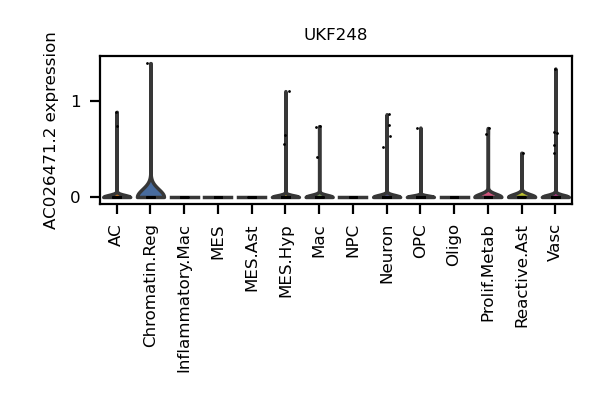 UKF248
AC026471.2 expression
1
0
AC
Chromatin.Reg
Inflammatory.Mac
MES
MES.Ast
MES.Hyp
Mac
NPC
Neuron
OPC
Oligo
Prolif.Metab
Reactive.Ast
Vasc